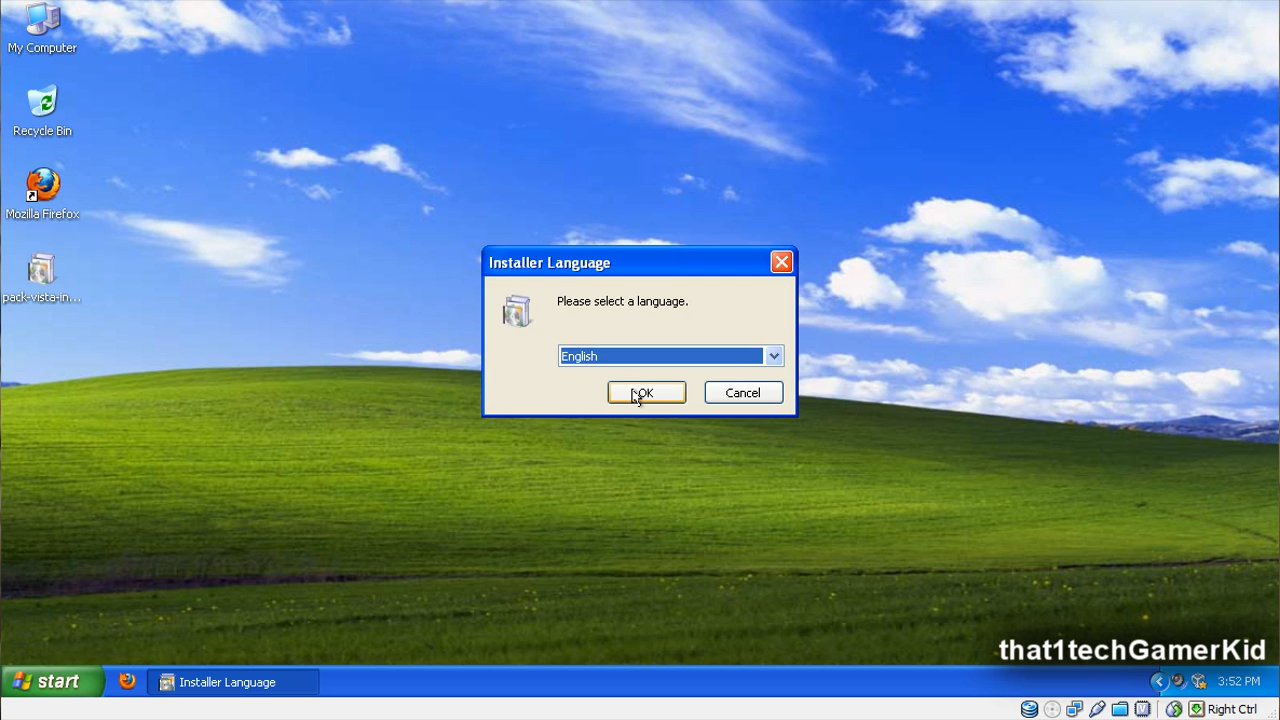 My Computer
Recycle Bin
Mozilla Firefox
pack-vista-in...
Installer Language
Please select a language.
English
OK
Cancel
that1techGamerKid
start
Installer Language
3:52 PM
Right Ctrl